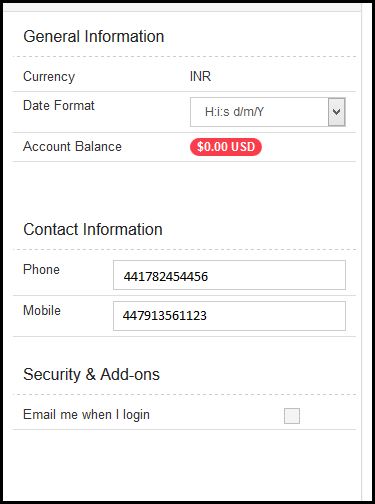 General Information
Currency INR
Date Format H:i:s d/m/Y
Account Balance $0.00 USD
Contact Information
Phone 441782454456
Mobile 447913561123
Security & Add-ons
Email me when I login